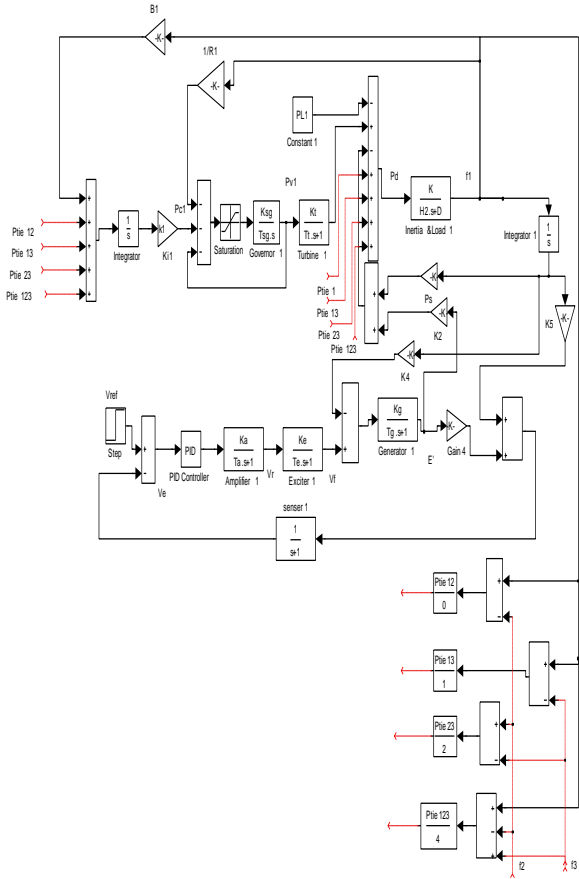 B1
-K-
1/R1
-K-
PL1
Constant 1
-
+
-
+
+
+
+
Pd
f1
K
H2.s+D
Inertia &Load 1
1
s
Integrator 1
Ptie 12
Ptie 13
Ptie 23
Ptie 123
+
+
+
+
+
1
s
Integrator
k1
Ki1
Pc1
-
-
-
Saturation
Ksg
Tsg.s
Governor 1
Pv1
Kt
Tt.s+1
Turbine 1
Ptie 1
Ptie 13
Ptie 23
Ptie 123
+
+
-K
Ps
-K
K2
-K
K4
-K-
K5
Vref
Step
+
-
Ve
PID
PID Controller
Ka
Ta.s+1
Amplifier 1
Vr
Ke
Te.s+1
Exciter 1
Vf
-
+
Kg
Tg.s+1
Generator 1
E'
K-
Gain 4
+
+
senser 1
1
s+1
Ptie 12
0
+
-
Ptie 13
1
+
-
Ptie 23
2
+
-
Ptie 123
4
+
-
+
f2
f3